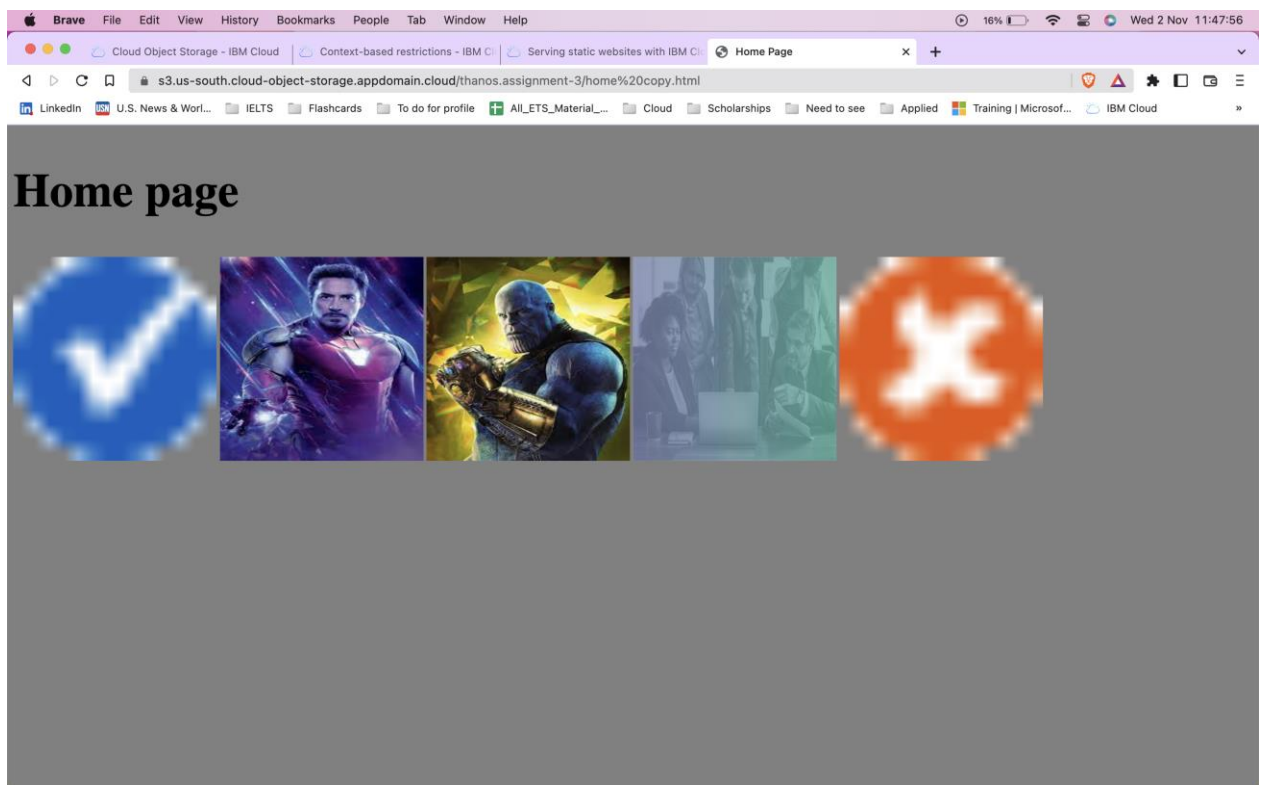 Brave File Edit View History Bookmarks People Tab Window Help 16% Wed 2 Nov 11:47:56
Cloud Object Storage - IBM Cloud Context-based restrictions - IBM Cl Serving static websites with IBM Clo Home Page
s3.us-south.cloud-object-storage.appdomain.cloud/thanos.assignment-3/home%20copy.html
in LinkedIn USN U.S. News & Worl... IELTS Flashcards To do for profile All_ETS_Material_... Cloud Scholarships Need to see Applied Training | Microsof... IBM Cloud »
Home page